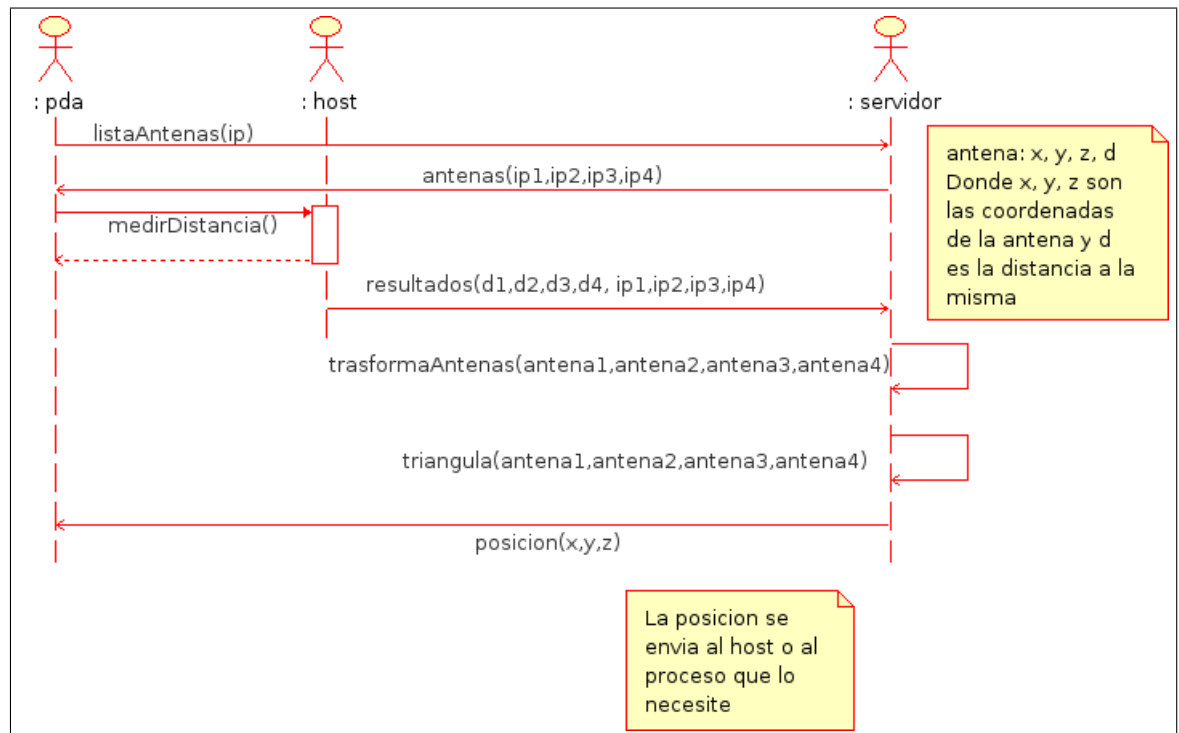 : pda
: host
: servidor
listaAntenas(ip)
antenas(ip1,ip2,ip3,ip4)
medirDistancia()
resultados(d1,d2,d3,d4, ip1,ip2,ip3,ip4)
trasformaAntenas(antena1,antena2,antena3,antena4)
triangula(antena1,antena2,antena3,antena4)
posicion(x,y,z)
antena: x, y, z, d
Donde x, y, z son
las coordenadas
de la antena y d
es la distancia a la
misma
La posicion se
envia al host o al
proceso que lo
necesite